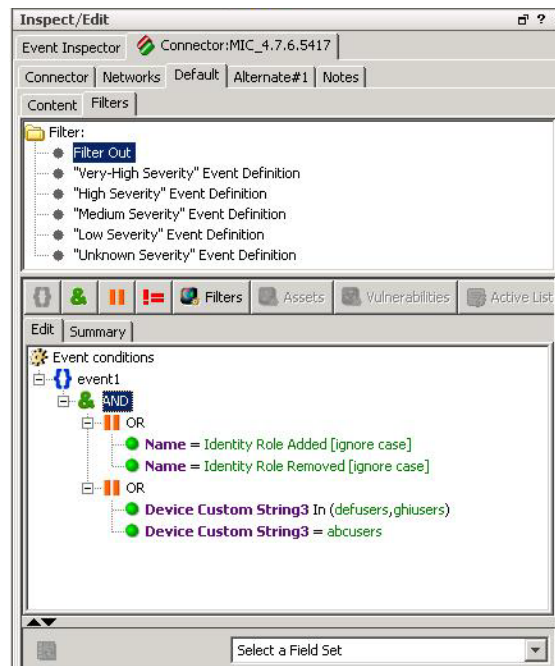 Inspect/Edit ?
Event Inspector Connector:MIC_4.7.6.5417
Connector Networks Default Alternate#1 Notes
Content Filters
Filter:
Filter Out
"Very-High Severity" Event Definition
"High Severity" Event Definition
"Medium Severity" Event Definition
"Low Severity" Event Definition
"Unknown Severity" Event Definition
{} & != Filters Assets Vulnerabilities Active List
Edit Summary
Event conditions
{} event1
& AND
OR
Name = Identity Role Added [ignore case]
Name = Identity Role Removed [ignore case]
OR
Device Custom String3 In (defusers,ghiusers)
Device Custom String3 = abcusers
Select a Field Set